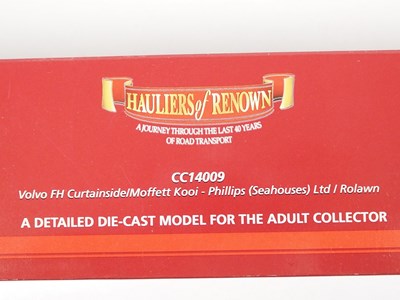 HAULIERS of RENOWN
A JOURNEY THROUGH THE LAST 40 YEARS
OF ROAD TRANSPORT
CC14009
Volvo FH Curtainside/Moffett Kooi - Phillips (Seahouses) Ltd / Rolawn
A DETAILED DIE-CAST MODEL FOR THE ADULT COLLECTOR